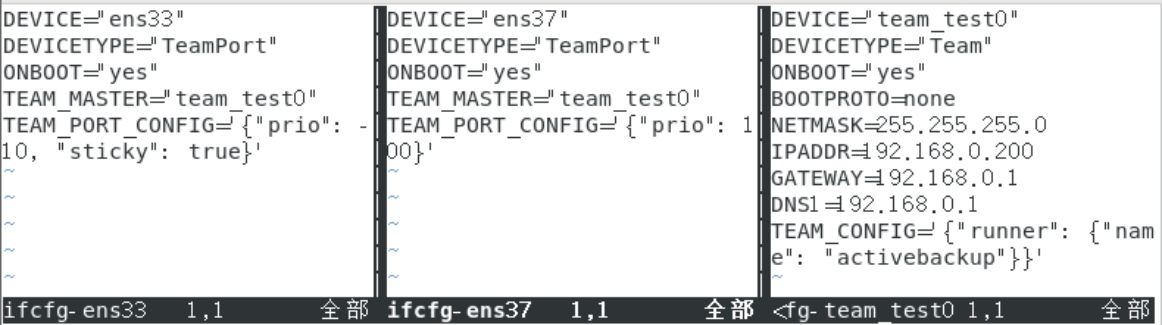 DEVICE="ens33"
DEVICETYPE="TeamPort"
ONBOOT="yes"
TEAM_MASTER="team_test0"
TEAM_PORT_CONFIG='{"prio": -
10, "sticky": true}'
~
~
~
~
~
ifcfg-ens33 1,1 全部
DEVICE="ens37"
DEVICETYPE="TeamPort"
ONBOOT="yes"
TEAM_MASTER="team_test0"
TEAM_PORT_CONFIG='{"prio": 1
00}'
~
~
~
~
~
ifcfg-ens37 1,1 全部
DEVICE="team_test0"
DEVICETYPE="Team"
ONBOOT="yes"
BOOTPROTO=none
NETMASK=255.255.255.0
IPADDR=192.168.0.200
GATEWAY=192.168.0.1
DNS1=192.168.0.1
TEAM_CONFIG='{"runner": {"nam
e": "activebackup"}}'
~
<fg-team_test0 1,1 全部